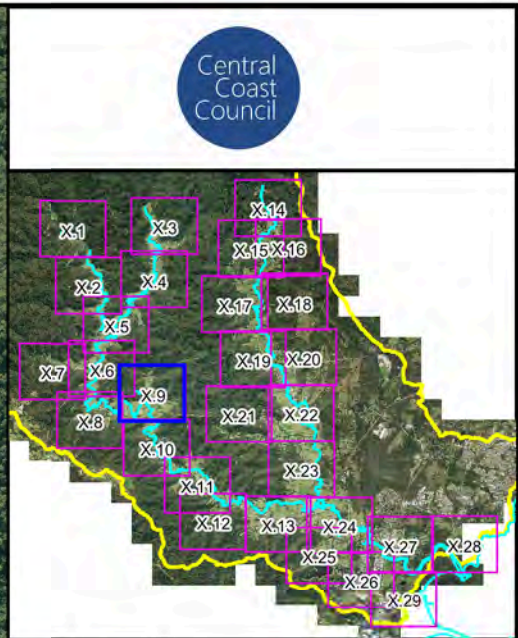 Central
Coast
Council
X.14
X.1
X.3
X.15
X.16
X.2
X.4
X.17
X.18
X.5
X.19
X.20
X.7
X.6
X.9
X.8
X.21
X.22
X.10
X.23
X.11
X.12
X.13
X.24
X.27
X.28
X.25
X.26
X.29